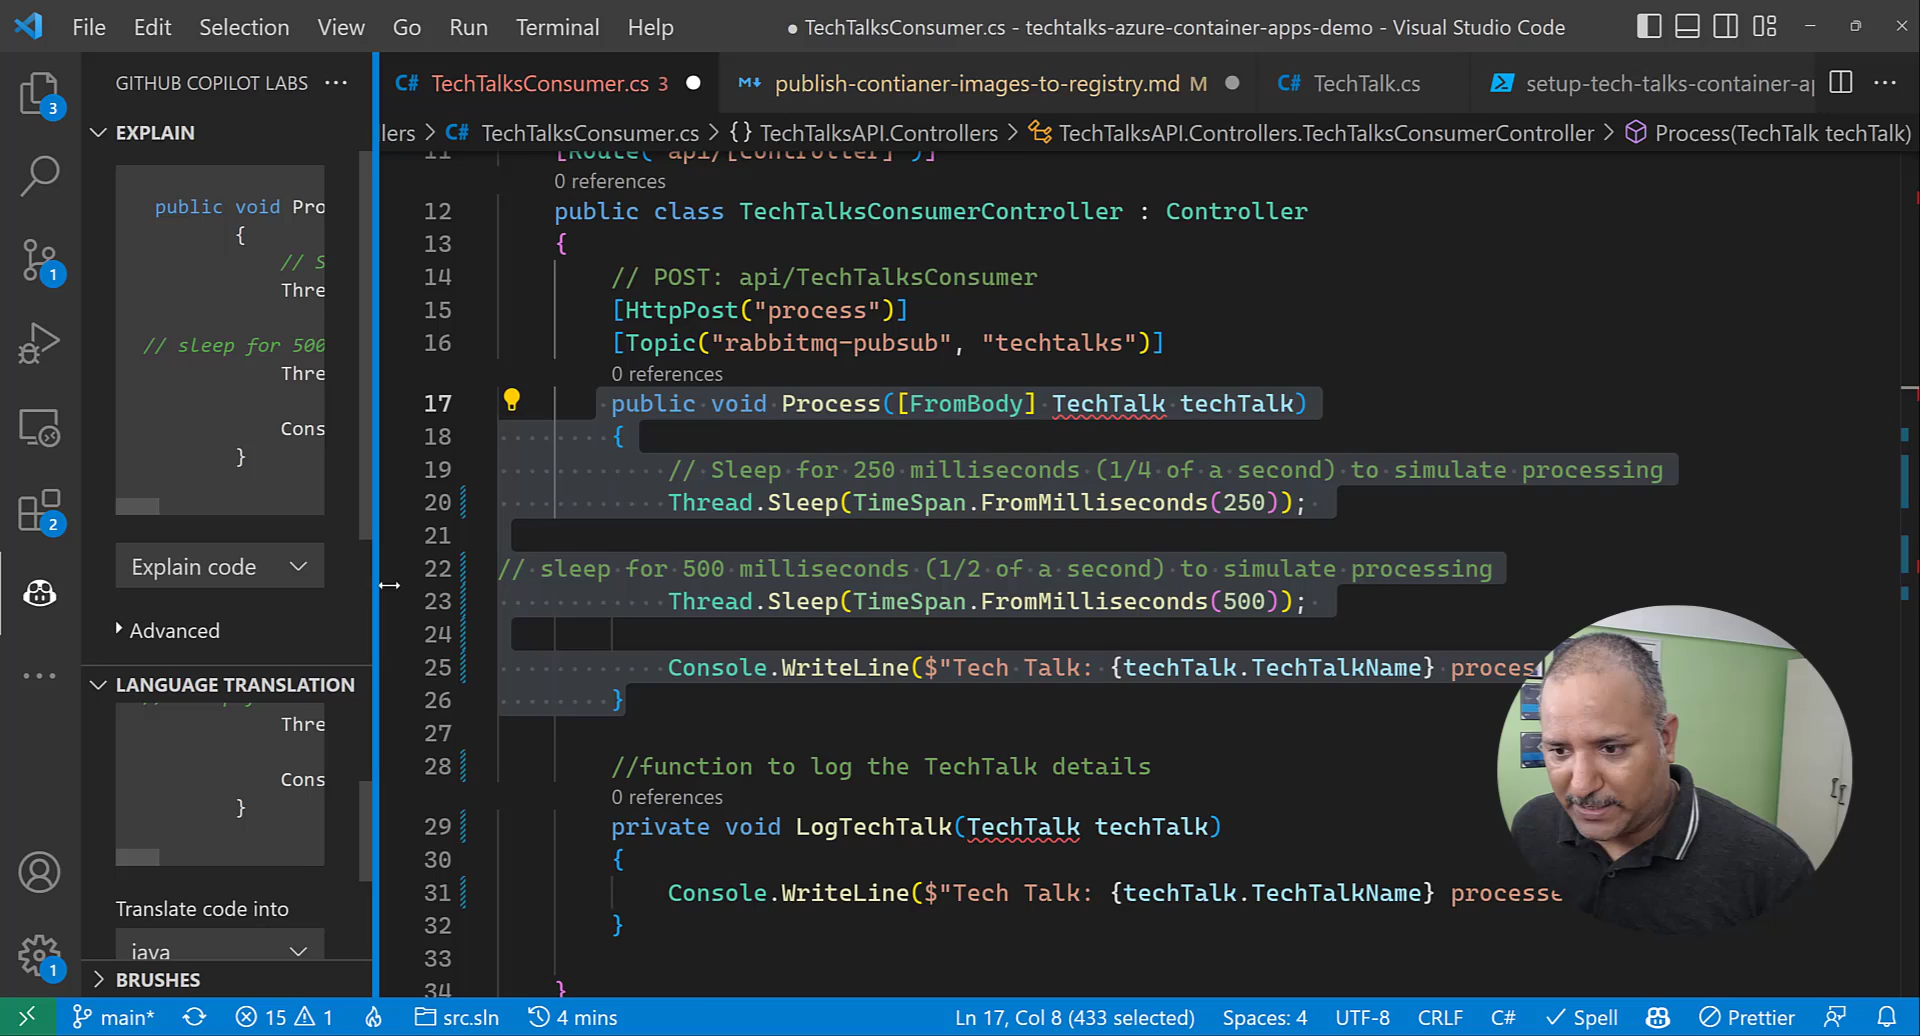 File Edit Selection View Go Run Terminal Help
● TechTalksConsumer.cs - techtalks-azure-container-apps-demo - Visual Studio Code
GITHUB COPILOT LABS ···
C# TechTalksConsumer.cs 3
publish-contianer-images-to-registry.md M
C# TechTalk.cs
setup-tech-talks-container-ap
lers > C# TechTalksConsumer.cs > {} TechTalksAPI.Controllers > TechTalksAPI.Controllers.TechTalksConsumerController > Process(TechTalk techTalk)
3
1
2
1
EXPLAIN
public void Pro
{
// S
Thre
// sleep for 500
Thre
Cons
}
Explain code
Advanced
LANGUAGE TRANSLATION
Thre
Cons
}
Translate code into
java
BRUSHES
11 [Route("api/[controller]")]
0 references
12 public class TechTalksConsumerController : Controller
13 {
14 // POST: api/TechTalksConsumer
15 [HttpPost("process")]
16 [Topic("rabbitmq-pubsub", "techtalks")]
0 references
17 public void Process([FromBody] TechTalk techTalk)
18 {
19 // Sleep for 250 milliseconds (1/4 of a second) to simulate processing
20 Thread.Sleep(TimeSpan.FromMilliseconds(250));
21
22 // sleep for 500 milliseconds (1/2 of a second) to simulate processing
23 Thread.Sleep(TimeSpan.FromMilliseconds(500));
24
25 Console.WriteLine($"Tech Talk: {techTalk.TechTalkName} proces
26 }
27
28 //function to log the TechTalk details
0 references
29 private void LogTechTalk(TechTalk techTalk)
30 {
31 Console.WriteLine($"Tech Talk: {techTalk.TechTalkName} processe
32 }
33
34 }
main* 15 1 src.sln 4 mins Ln 17, Col 8 (433 selected) Spaces: 4 UTF-8 CRLF C# Spell Prettier